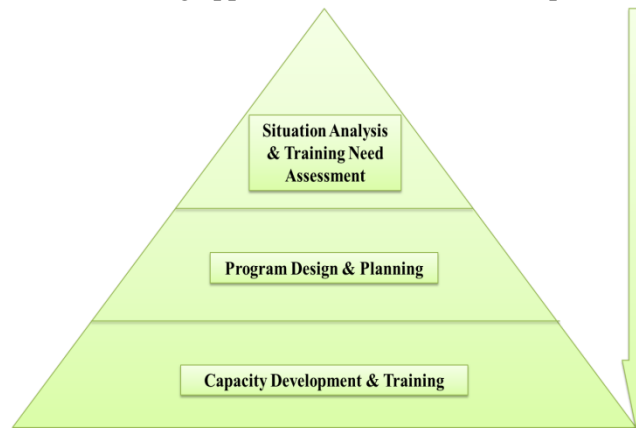 Situation Analysis
& Training Need
Assessment
Program Design & Planning
Capacity Development & Training